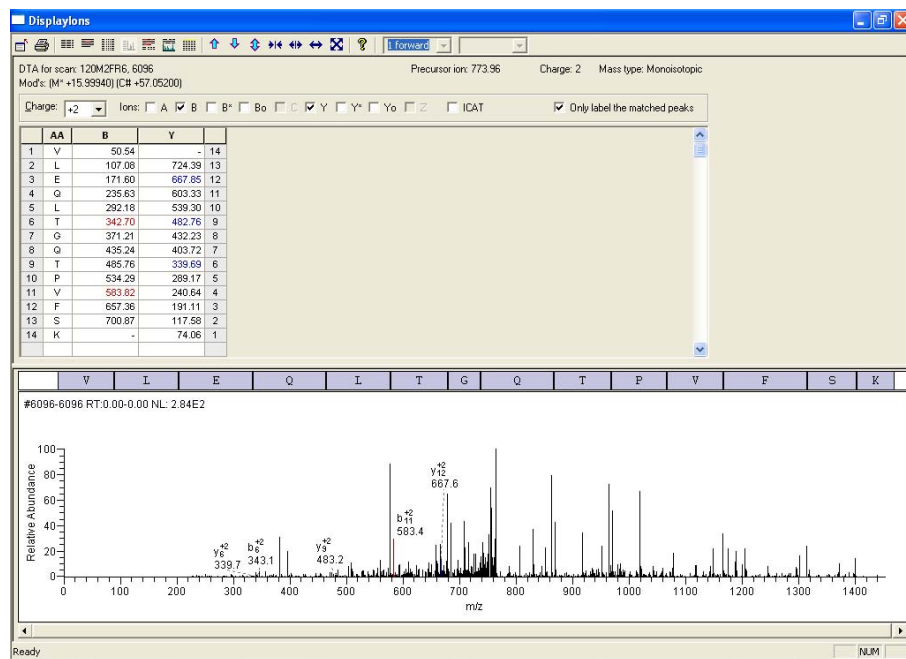 DisplayIons
1 forward
DTA for scan: 120M2FR6, 6096 Precursor ion: 773.96 Charge: 2 Mass type: Monoisotopic
Mod's: (M* +15.99940) (C# +57.05200)
Charge: +2 Ions: A B B* Bo C Y Y* Yo Z ICAT Only label the matched peaks
AA B Y
1 V 50.54 - 14
2 L 107.08 724.39 13
3 E 171.60 667.85 12
4 Q 235.63 603.33 11
5 L 292.18 539.30 10
6 T 342.70 482.76 9
7 G 371.21 432.23 8
8 Q 435.24 403.72 7
9 T 485.76 339.69 6
10 P 534.29 289.17 5
11 V 583.82 240.64 4
12 F 657.36 191.11 3
13 S 700.87 117.58 2
14 K - 74.06 1
V L E Q L T G Q T P V F S K
#6096-6096 RT:0.00-0.00 NL: 2.84E2
Relative Abundance
100
80
60
40
20
0
y6+2
339.7
b6+2
343.1
y9+2
483.2
b11+2
583.4
y12+2
667.6
0 100 200 300 400 500 600 700 800 900 1000 1100 1200 1300 1400
m/z
Ready NUM